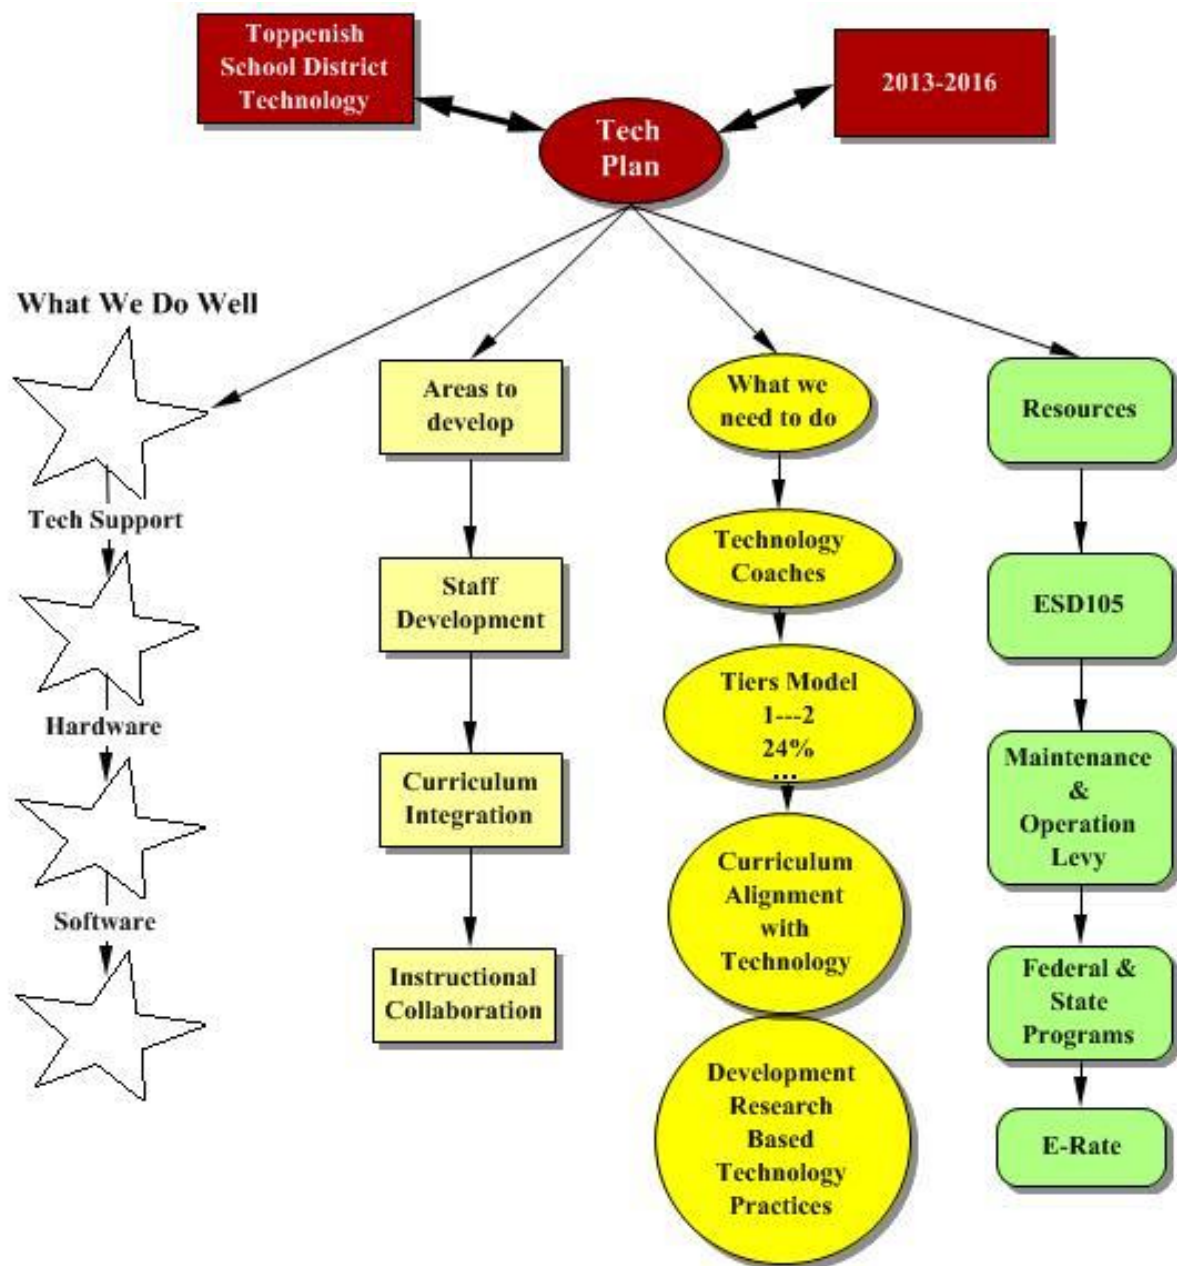 Toppenish
School District
Technology
2013-2016
Tech
Plan
What We Do Well
Tech Support
Hardware
Software
Areas to
develop
Staff
Development
Curriculum
Integration
Instructional
Collaboration
What we
need to do
Technology
Coaches
Tiers Model
1---2
24%
...
Curriculum
Alignment
with
Technology
Development
Research
Based
Technology
Practices
Resources
ESD105
Maintenance
&
Operation
Levy
Federal &
State
Programs
E-Rate